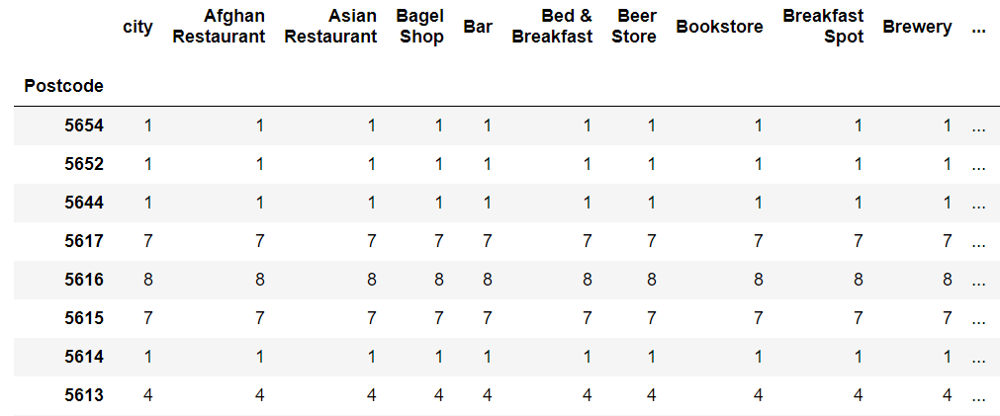 city Afghan Restaurant Asian Restaurant Bagel Shop Bar Bed & Breakfast Beer Store Bookstore Breakfast Spot Brewery ...
Postcode
5654 1 1 1 1 1 1 1 1 1 1 ...
5652 1 1 1 1 1 1 1 1 1 1 ...
5644 1 1 1 1 1 1 1 1 1 1 ...
5617 7 7 7 7 7 7 7 7 7 7 ...
5616 8 8 8 8 8 8 8 8 8 8 ...
5615 7 7 7 7 7 7 7 7 7 7 ...
5614 1 1 1 1 1 1 1 1 1 1 ...
5613 4 4 4 4 4 4 4 4 4 4 ...